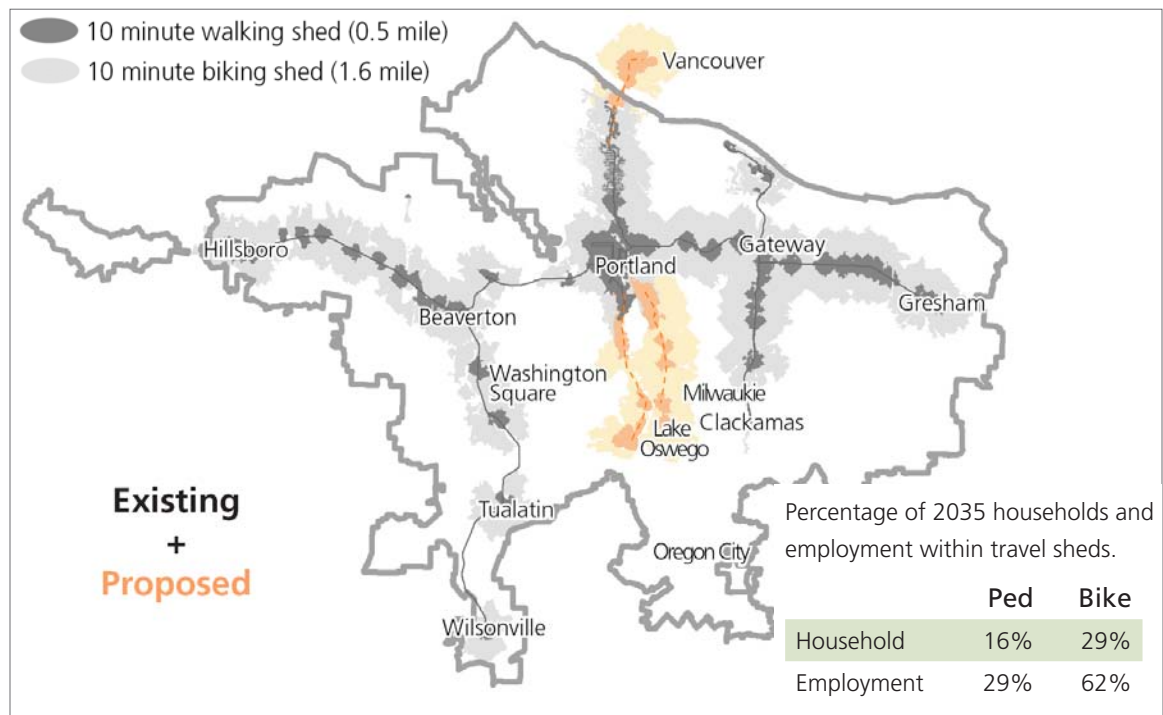 10 minute walking shed (0.5 mile)
10 minute biking shed (1.6 mile)
Vancouver
Hillsboro
Portland
Gateway
Gresham
Beaverton
Washington
Square
Milwaukie
Clackamas
Lake
Oswego
Tualatin
Oregon City
Wilsonville
Existing
+
Proposed
Percentage of 2035 households and
employment within travel sheds.
Ped Bike
Household 16% 29%
Employment 29% 62%